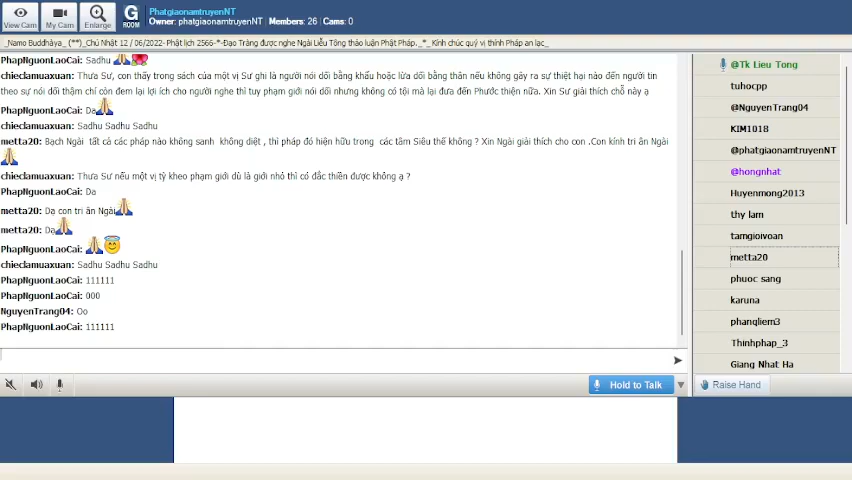 View Cam
My Cam
Enlarge
G ROOM
PhatgiaonamtruyenNT
Owner: phatgiaonamtruyenNT | Members: 26 | Cams: 0
_Namo Buddhàya_ (**)_Chủ Nhật 12 / 06/2022- Phật lịch 2566-*-Đạo Tràng được nghe Ngài Liễu Tông thảo luận Phật Pháp._*_Kính chúc quý vị thính Pháp an lạc_
PhapNguonLaoCai: Sadhu
chieclamuaxuan: Thưa Sư, con thấy trong sách của một vị Sư ghi là người nói dối bằng khẩu hoặc lừa dối bằng thân nếu không gây ra sự thiệt hại nào đến người tin
theo sự nói dối thậm chí còn đem lại lợi ích cho người nghe thì tuy phạm giới nói dối nhưng không có tội mà lại đưa đến Phước thiện nữa. Xin Sư giải thích chỗ này ạ
PhapNguonLaoCai: Dạ
chieclamuaxuan: Sadhu Sadhu Sadhu
metta20: Bạch Ngài tất cả các pháp nào không sanh không diệt , thì pháp đó hiện hữu trong các tâm Siêu thế không ? Xin Ngài giải thích cho con .Con kính tri ân Ngài
chieclamuaxuan: Thưa Sư nếu một vị tỳ kheo phạm giới dù là giới nhỏ thì có đắc thiền được không ạ ?
PhapNguonLaoCai: Dạ
metta20: Dạ con tri ân Ngài
metta20: Dạ
PhapNguonLaoCai:
chieclamuaxuan: Sadhu Sadhu Sadhu
PhapNguonLaoCai: 111111
PhapNguonLaoCai: 000
NguyenTrang04: Oo
PhapNguonLaoCai: 111111
Hold to Talk
@Tk Lieu Tong
tuhocpp
@NguyenTrang04
KIM1018
@phatgiaonamtruyenNT
@hongnhat
Huyenmong2013
thy lam
tamgioivoan
metta20
phuoc sang
karuna
phanqliem3
Thinhphap_3
Giang Nhat Ha
Raise Hand